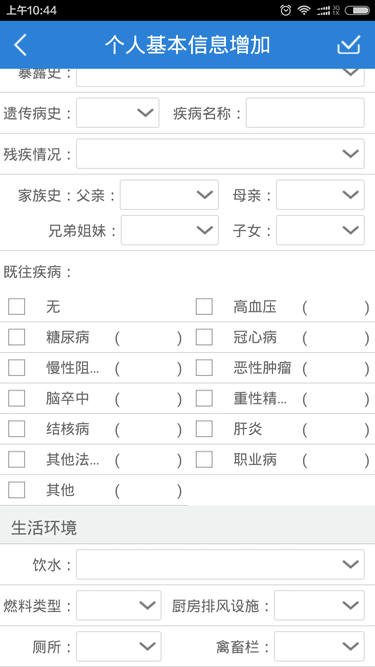 上午10:44 3G 1X
个人基本信息增加
暴露史：
遗传病史： 疾病名称：
残疾情况：
家族史：父亲： 母亲：
兄弟姐妹： 子女：
既往疾病：
无 高血压 ( )
糖尿病 ( ) 冠心病 ( )
慢性阻... ( ) 恶性肿瘤 ( )
脑卒中 ( ) 重性精... ( )
结核病 ( ) 肝炎 ( )
其他法... ( ) 职业病 ( )
其他 ( )
生活环境
饮水：
燃料类型： 厨房排风设施：
厕所： 禽畜栏：